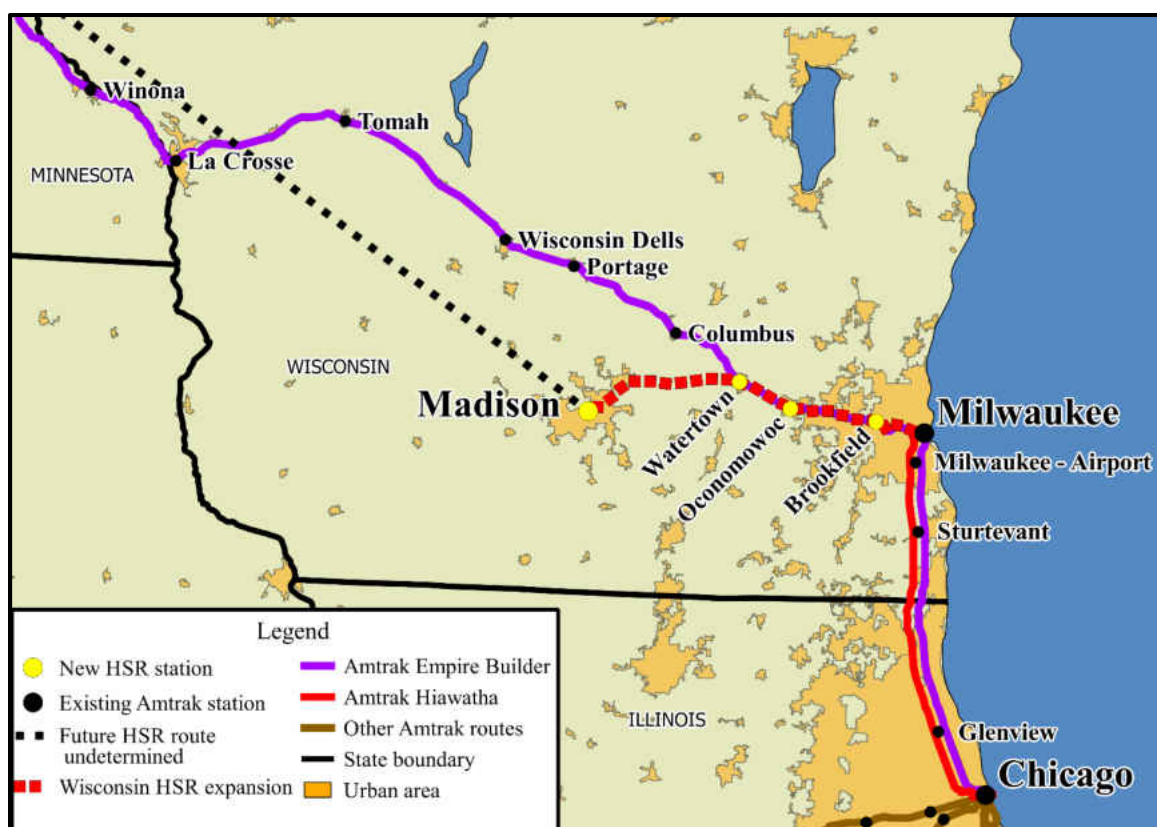 Winona
Tomah
La Crosse
MINNESOTA
Wisconsin Dells
Portage
Columbus
WISCONSIN
Madison
Watertown
Oconomowoc
Brookfield
Milwaukee
Milwaukee - Airport
Sturtevant
ILLINOIS
Glenview
Chicago
Legend
New HSR station
Existing Amtrak station
Future HSR route
undetermined
Wisconsin HSR expansion
Amtrak Empire Builder
Amtrak Hiawatha
Other Amtrak routes
State boundary
Urban area